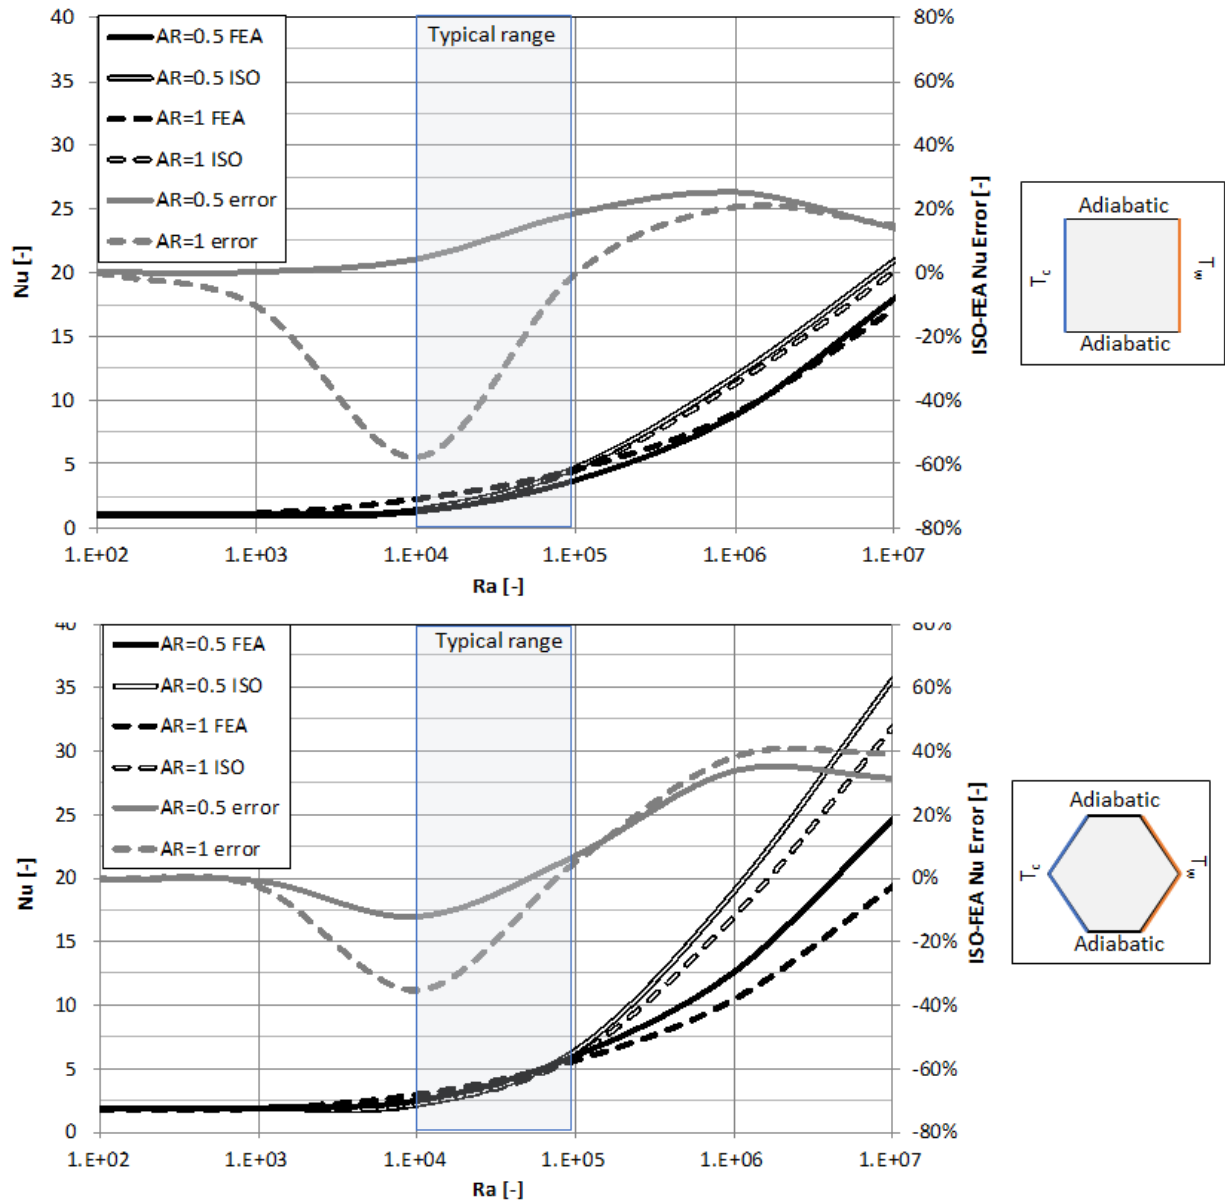 40
80%
AR=0.5 FEA
AR=0.5 ISO
AR=1 FEA
AR=1 ISO
AR=0.5 error
AR=1 error
Typical range
35
60%
30
40%
25
20%
20
0%
15
-20%
10
-40%
5
-60%
0
-80%
Nu [-]
ISO-FEA Nu Error [-]
1.E+02
1.E+03
1.E+04
1.E+05
1.E+06
1.E+07
Ra [-]
Adiabatic
Tc
Tw
Adiabatic
40
80%
AR=0.5 FEA
AR=0.5 ISO
AR=1 FEA
AR=1 ISO
AR=0.5 error
AR=1 error
Typical range
35
60%
30
40%
25
20%
20
0%
15
-20%
10
-40%
5
-60%
0
-80%
Nu [-]
ISO-FEA Nu Error [-]
1.E+02
1.E+03
1.E+04
1.E+05
1.E+06
1.E+07
Ra [-]
Adiabatic
Tc
Tw
Adiabatic